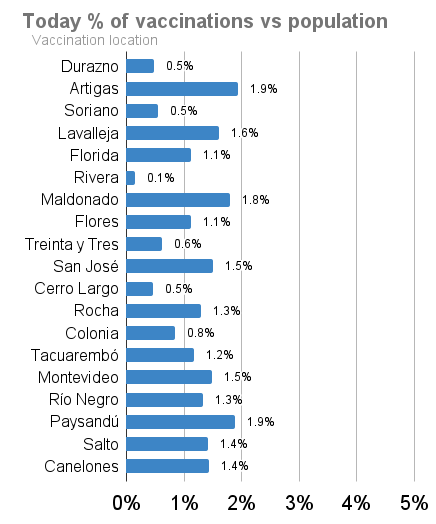 Today % of vaccinations vs population
Vaccination location
Durazno 0.5%
Artigas 1.9%
Soriano 0.5%
Lavalleja 1.6%
Florida 1.1%
Rivera 0.1%
Maldonado 1.8%
Flores 1.1%
Treinta y Tres 0.6%
San José 1.5%
Cerro Largo 0.5%
Rocha 1.3%
Colonia 0.8%
Tacuarembó 1.2%
Montevideo 1.5%
Río Negro 1.3%
Paysandú 1.9%
Salto 1.4%
Canelones 1.4%
0% 1% 2% 3% 4% 5%